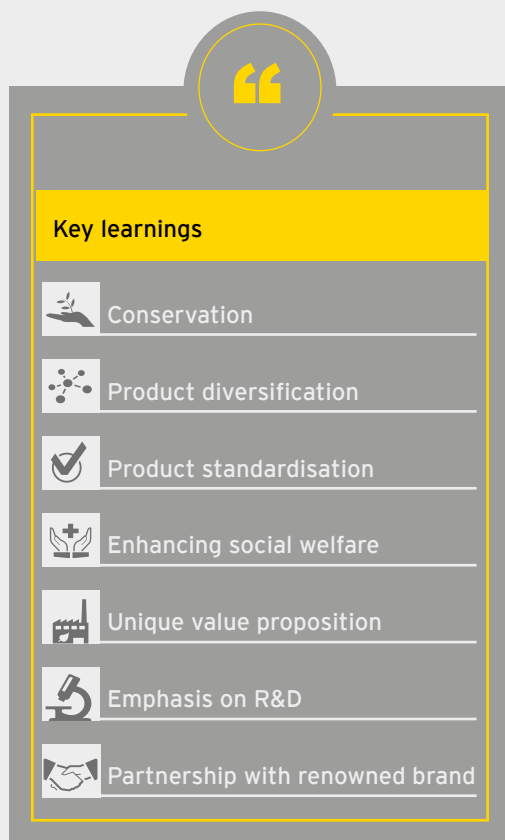 “
Key learnings
Conservation
Product diversification
Product standardisation
Enhancing social welfare
Unique value proposition
Emphasis on R&D
Partnership with renowned brand